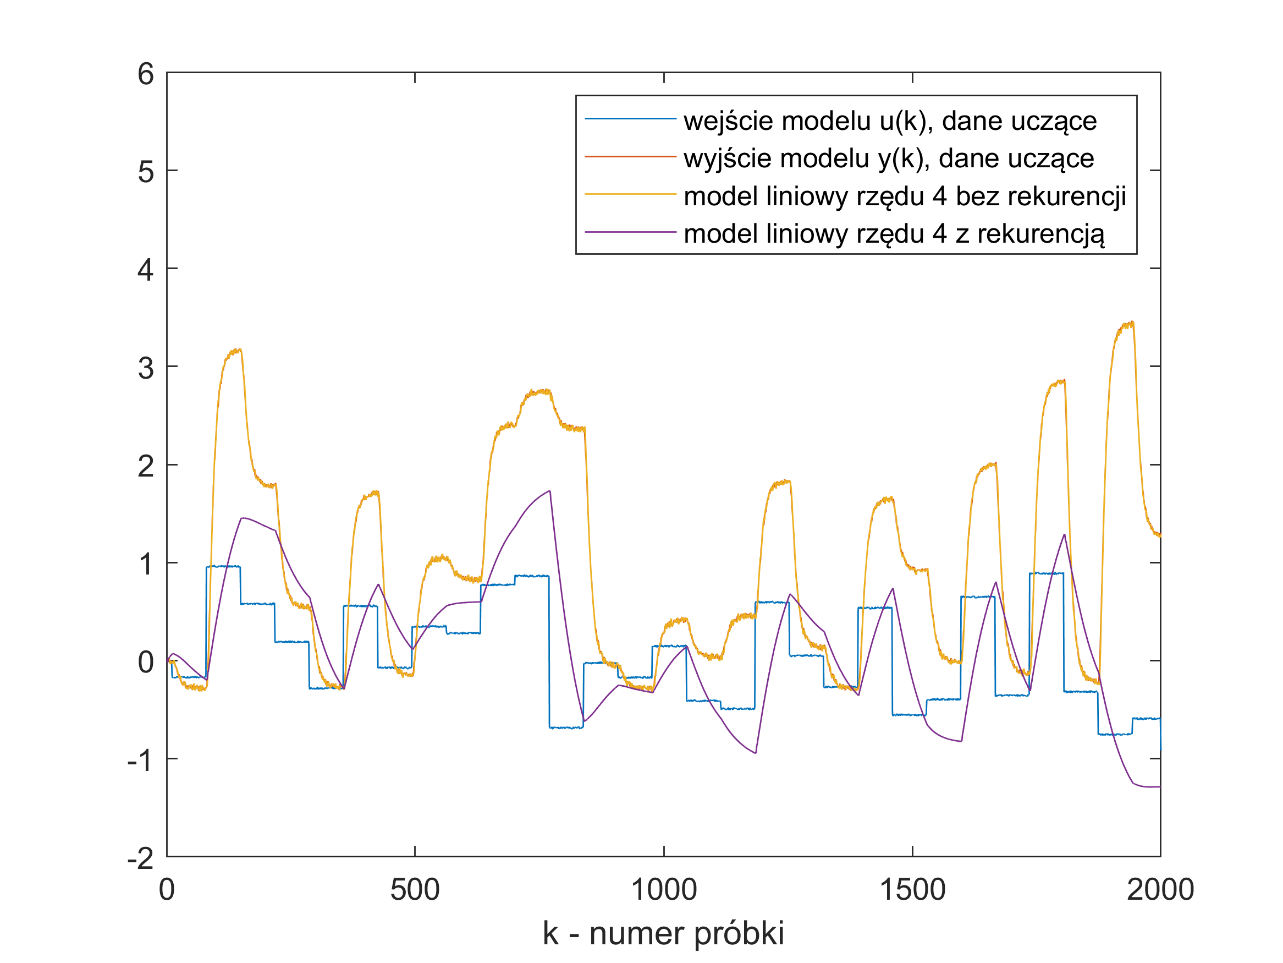 6
5
4
3
2
1
0
-1
-2
wejście modelu u(k), dane uczące
wyjście modelu y(k), dane uczące
model liniowy rzędu 4 bez rekurencji
model liniowy rzędu 4 z rekurencją
0 500 1000 1500 2000
k - numer próbki